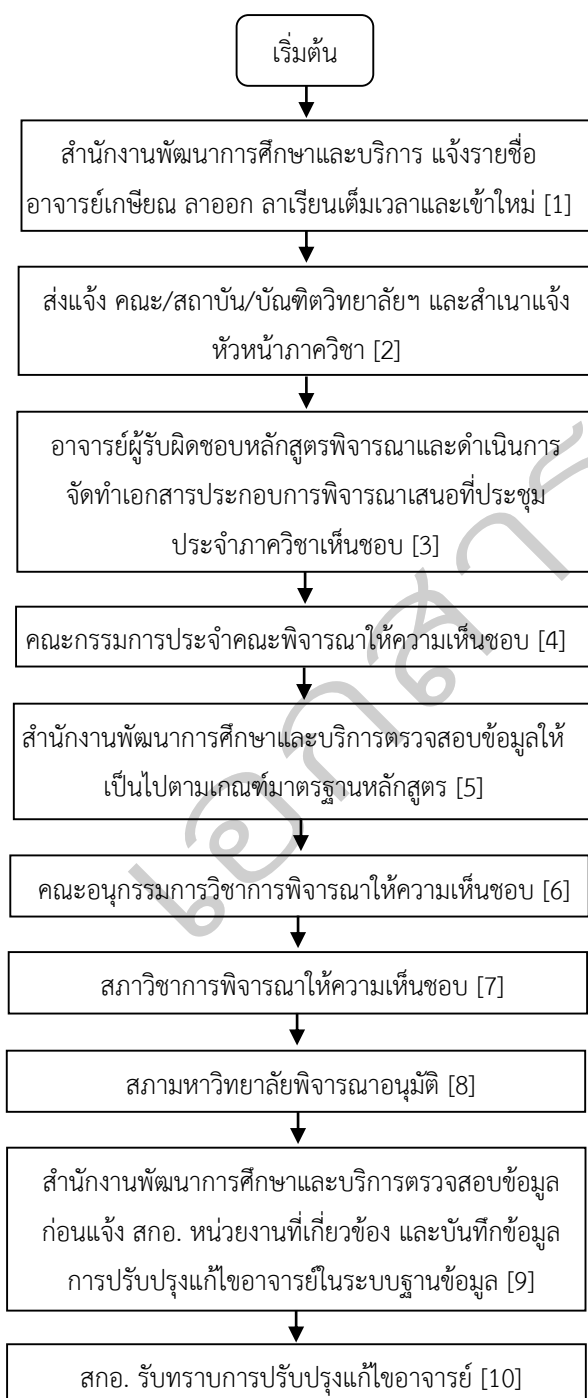 เริ่มต้น
สำนักงานพัฒนาการศึกษาและบริการ แจ้งรายชื่อ
อาจารย์เกษียณ ลาออก ลาเรียนเต็มเวลาและเข้าใหม่ [1]
ส่งแจ้ง คณะ/สถาบัน/บัณฑิตวิทยาลัยฯ และสำเนาแจ้ง
หัวหน้าภาควิชา [2]
อาจารย์ผู้รับผิดชอบหลักสูตรพิจารณาและดำเนินการ
จัดทำเอกสารประกอบการพิจารณาเสนอที่ประชุม
ประจำภาควิชาเห็นชอบ [3]
คณะกรรมการประจำคณะพิจารณาให้ความเห็นชอบ [4]
สำนักงานพัฒนาการศึกษาและบริการตรวจสอบข้อมูลให้
เป็นไปตามเกณฑ์มาตรฐานหลักสูตร [5]
คณะอนุกรรมการวิชาการพิจารณาให้ความเห็นชอบ [6]
สภาวิชาการพิจารณาให้ความเห็นชอบ [7]
สภามหาวิทยาลัยพิจารณาอนุมัติ [8]
สำนักงานพัฒนาการศึกษาและบริการตรวจสอบข้อมูล
ก่อนแจ้ง สกอ. หน่วยงานที่เกี่ยวข้อง และบันทึกข้อมูล
การปรับปรุงแก้ไขอาจารย์ในระบบฐานข้อมูล [9]
สกอ. รับทราบการปรับปรุงแก้ไขอาจารย์ [10]
เอกสาร